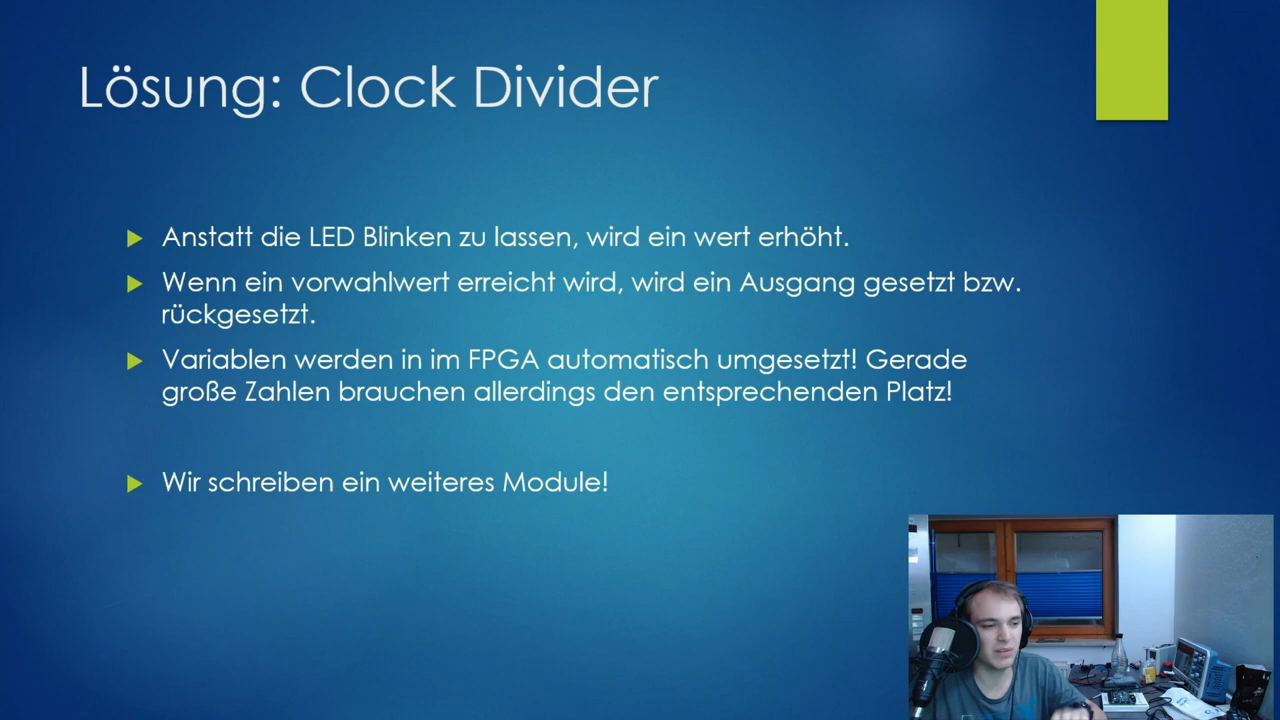 Lösung: Clock Divider
Anstatt die LED Blinken zu lassen, wird ein wert erhöht.
Wenn ein vorwahlwert erreicht wird, wird ein Ausgang gesetzt bzw.
rückgesetzt.
Variablen werden in im FPGA automatisch umgesetzt! Gerade
große Zahlen brauchen allerdings den entsprechenden Platz!
Wir schreiben ein weiteres Module!